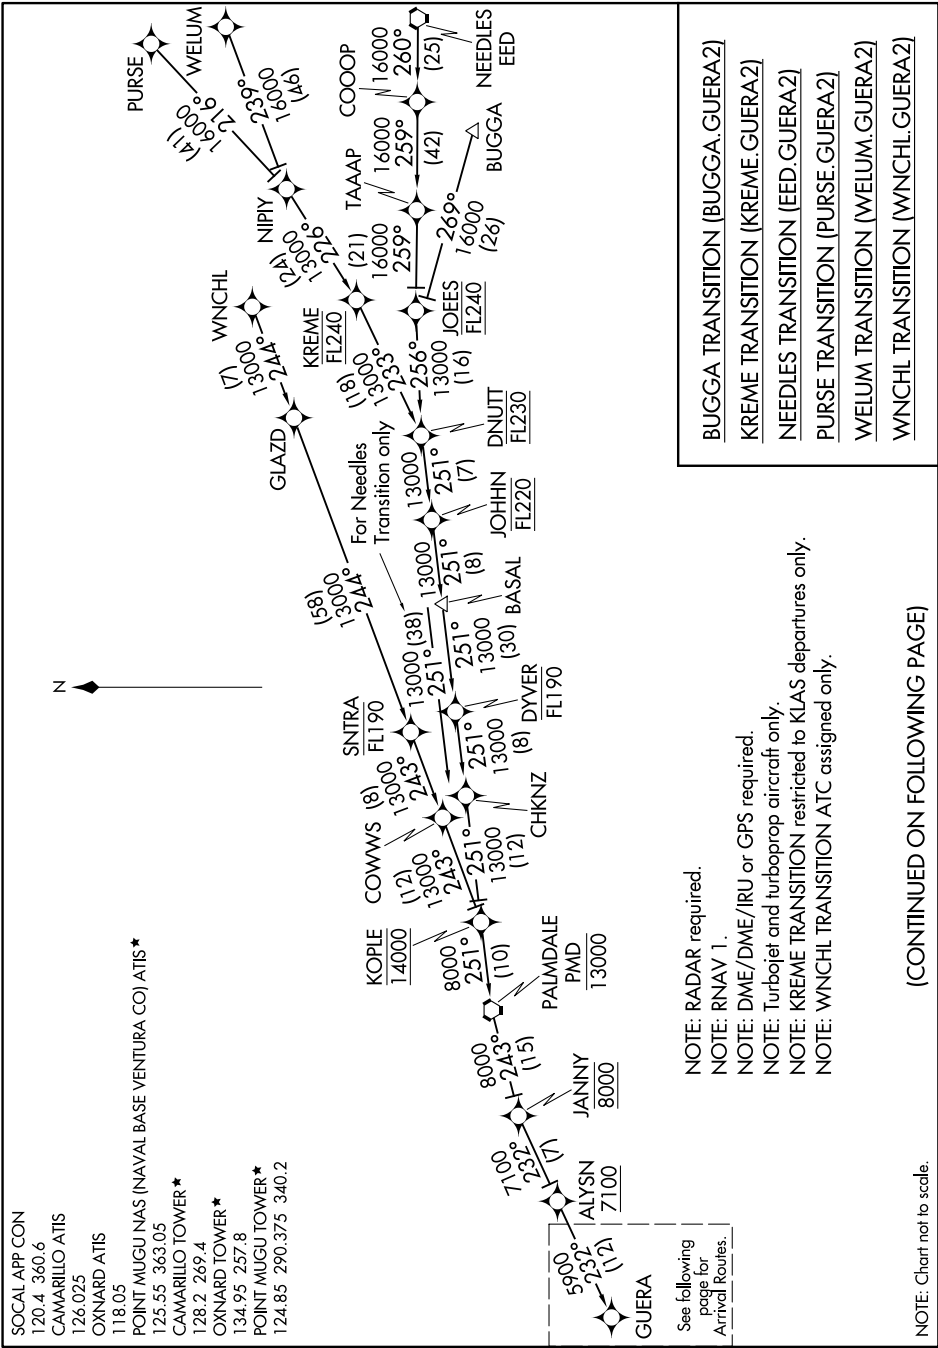 SOCAL APP CON
120.4 360.6
CAMARILLO ATIS
126.025
OXNARD ATIS
118.05
POINT MUGU NAS (NAVAL BASE VENTURA CO) ATIS★
125.55 363.05
CAMARILLO TOWER★
128.2 269.4
OXNARD TOWER★
134.95 257.8
POINT MUGU TOWER★
124.85 290.375 340.2
N
PURSE
WELUM
(41)
16000
216°
239°
16000
(46)
NIPIY
(24)
13000
226°
WNCHL
(7)
13000
244°
GLAZD
(58)
13000
244°
KREME
FL240
(18)
13000
233°
COOOP
16000
260°
(25)
NEEDLES
EED
TAAAP
16000
259°
(42)
(21)
16000
259°
BUGGA
269°
16000
(26)
JOEES
FL240
256°
13000
(16)
DNUTT
FL230
For Needles
Transition only
13000
251°
(7)
JOHHN
FL220
13000
251°
(8)
BASAL
13000 (38)
251°
251°
13000
(30)
SNTRA
FL190
DYVER
FL190
(8)
13000
243°
251°
13000
(8)
COWWS
CHKNZ
(12)
13000
243°
251°
13000
(12)
KOPLE
14000
8000
251°
(10)
PALMDALE
PMD
13000
8000
243°
(15)
JANNY
8000
7100
232°
(7)
ALYSN
7100
5900
232°
(12)
GUERA
See following
page for
Arrival Routes.
BUGGA TRANSITION (BUGGA.GUERA2)
KREME TRANSITION (KREME.GUERA2)
NEEDLES TRANSITION (EED.GUERA2)
PURSE TRANSITION (PURSE.GUERA2)
WELUM TRANSITION (WELUM.GUERA2)
WNCHL TRANSITION (WNCHL.GUERA2)
NOTE: RADAR required.
NOTE: RNAV 1.
NOTE: DME/DME/IRU or GPS required.
NOTE: Turbojet and turboprop aircraft only.
NOTE: KREME TRANSITION restricted to KLAS departures only.
NOTE: WNCHL TRANSITION ATC assigned only.
(CONTINUED ON FOLLOWING PAGE)
NOTE: Chart not to scale.